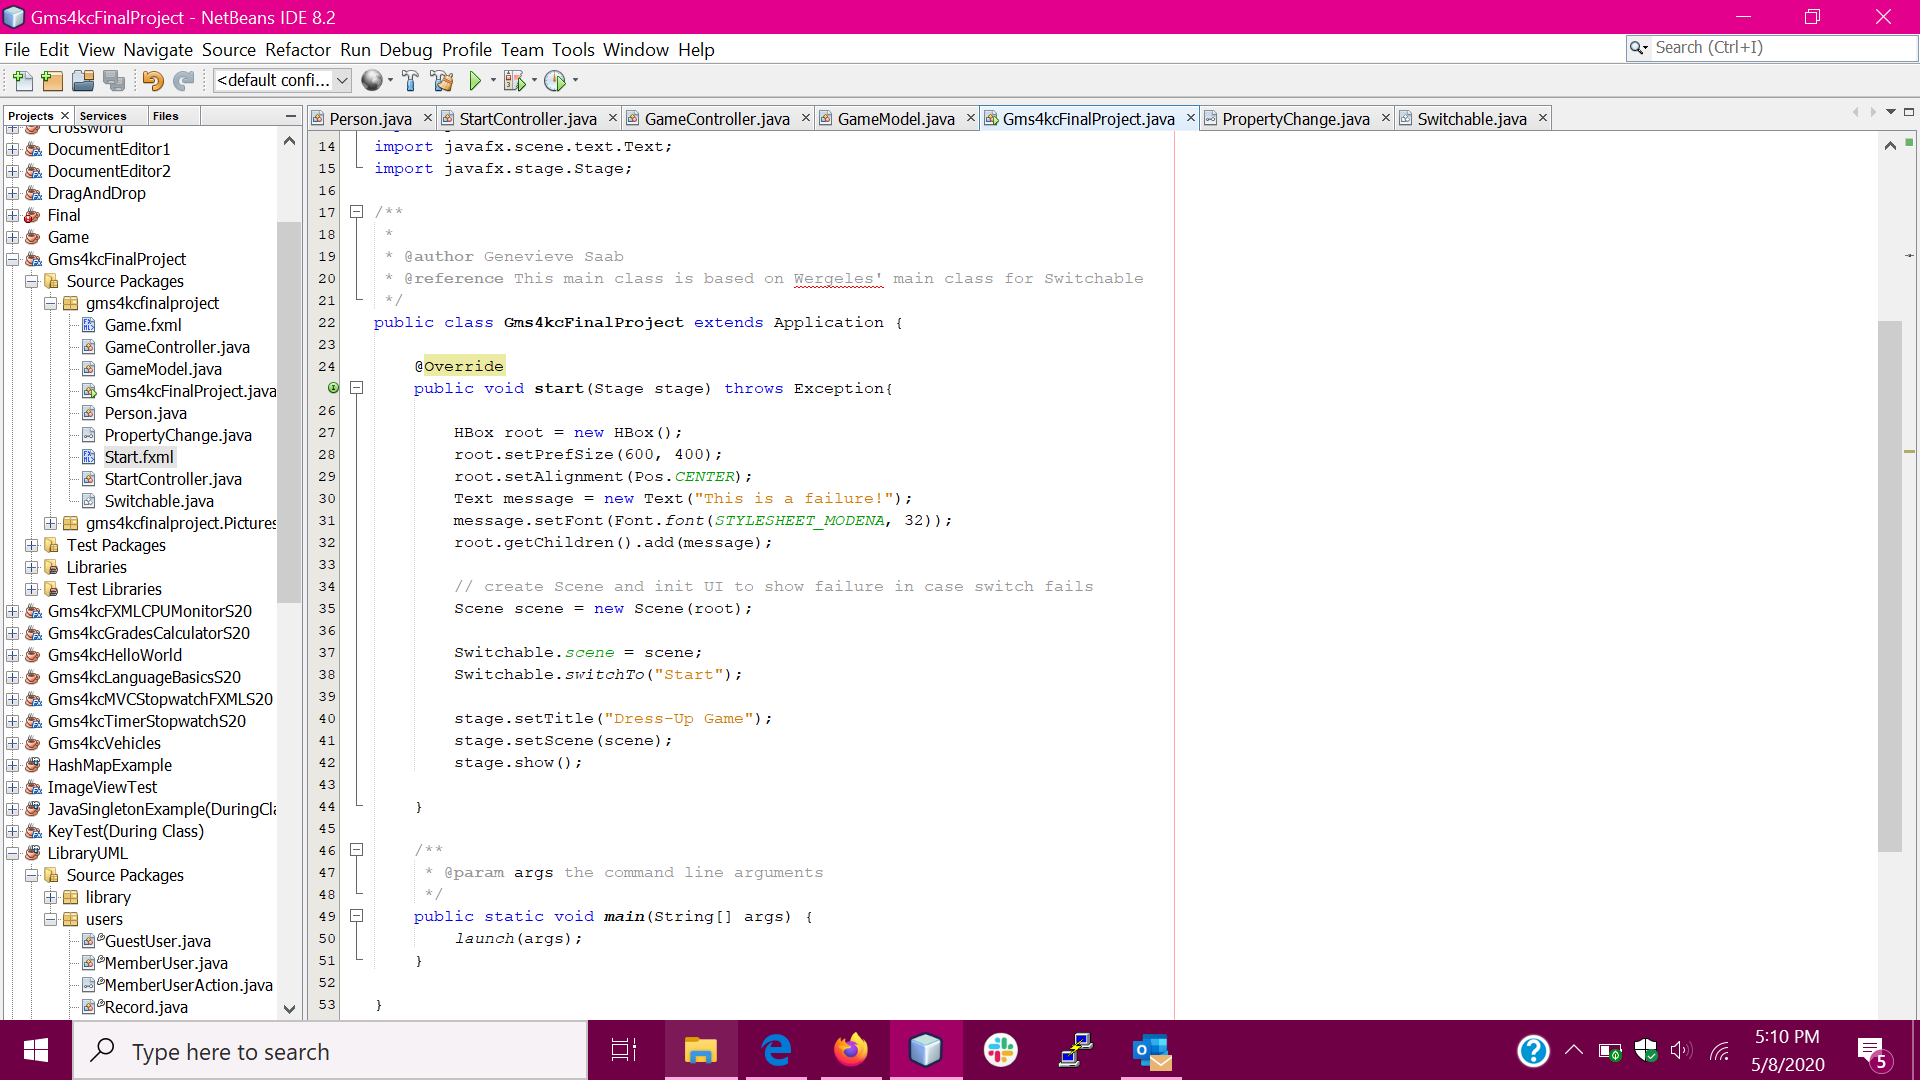 Gms4kcFinalProject - NetBeans IDE 8.2
File Edit View Navigate Source Refactor Run Debug Profile Team Tools Window Help
Search (Ctrl+I)
<default confi...
Projects Services Files
Person.java StartController.java GameController.java GameModel.java Gms4kcFinalProject.java PropertyChange.java Switchable.java
Crossword
DocumentEditor1
DocumentEditor2
DragAndDrop
Final
Game
Gms4kcFinalProject
Source Packages
gms4kcfinalproject
Game.fxml
GameController.java
GameModel.java
Gms4kcFinalProject.java
Person.java
PropertyChange.java
Start.fxml
StartController.java
Switchable.java
gms4kcfinalproject.Pictures
Test Packages
Libraries
Test Libraries
Gms4kcFXMLCPUMonitorS20
Gms4kcGradesCalculatorS20
Gms4kcHelloWorld
Gms4kcLanguageBasicsS20
Gms4kcMVCStopwatchFXMLS20
Gms4kcTimerStopwatchS20
Gms4kcVehicles
HashMapExample
ImageViewTest
JavaSingletonExample(DuringCla
KeyTest(During Class)
LibraryUML
Source Packages
library
users
GuestUser.java
MemberUser.java
MemberUserAction.java
Record.java
14 import javafx.scene.text.Text;
15 import javafx.stage.Stage;
16
17 /**
18 *
19 * @author Genevieve Saab
20 * @reference This main class is based on Wergeles' main class for Switchable
21 */
22 public class Gms4kcFinalProject extends Application {
23
24 @Override
public void start(Stage stage) throws Exception{
26
27 HBox root = new HBox();
28 root.setPrefSize(600, 400);
29 root.setAlignment(Pos.CENTER);
30 Text message = new Text("This is a failure!");
31 message.setFont(Font.font(STYLESHEET_MODENA, 32));
32 root.getChildren().add(message);
33
34 // create Scene and init UI to show failure in case switch fails
35 Scene scene = new Scene(root);
36
37 Switchable.scene = scene;
38 Switchable.switchTo("Start");
39
40 stage.setTitle("Dress-Up Game");
41 stage.setScene(scene);
42 stage.show();
43
44 }
45
46 /**
47 * @param args the command line arguments
48 */
49 public static void main(String[] args) {
50 launch(args);
51 }
52
53 }
Type here to search
5:10 PM
5/8/2020
5